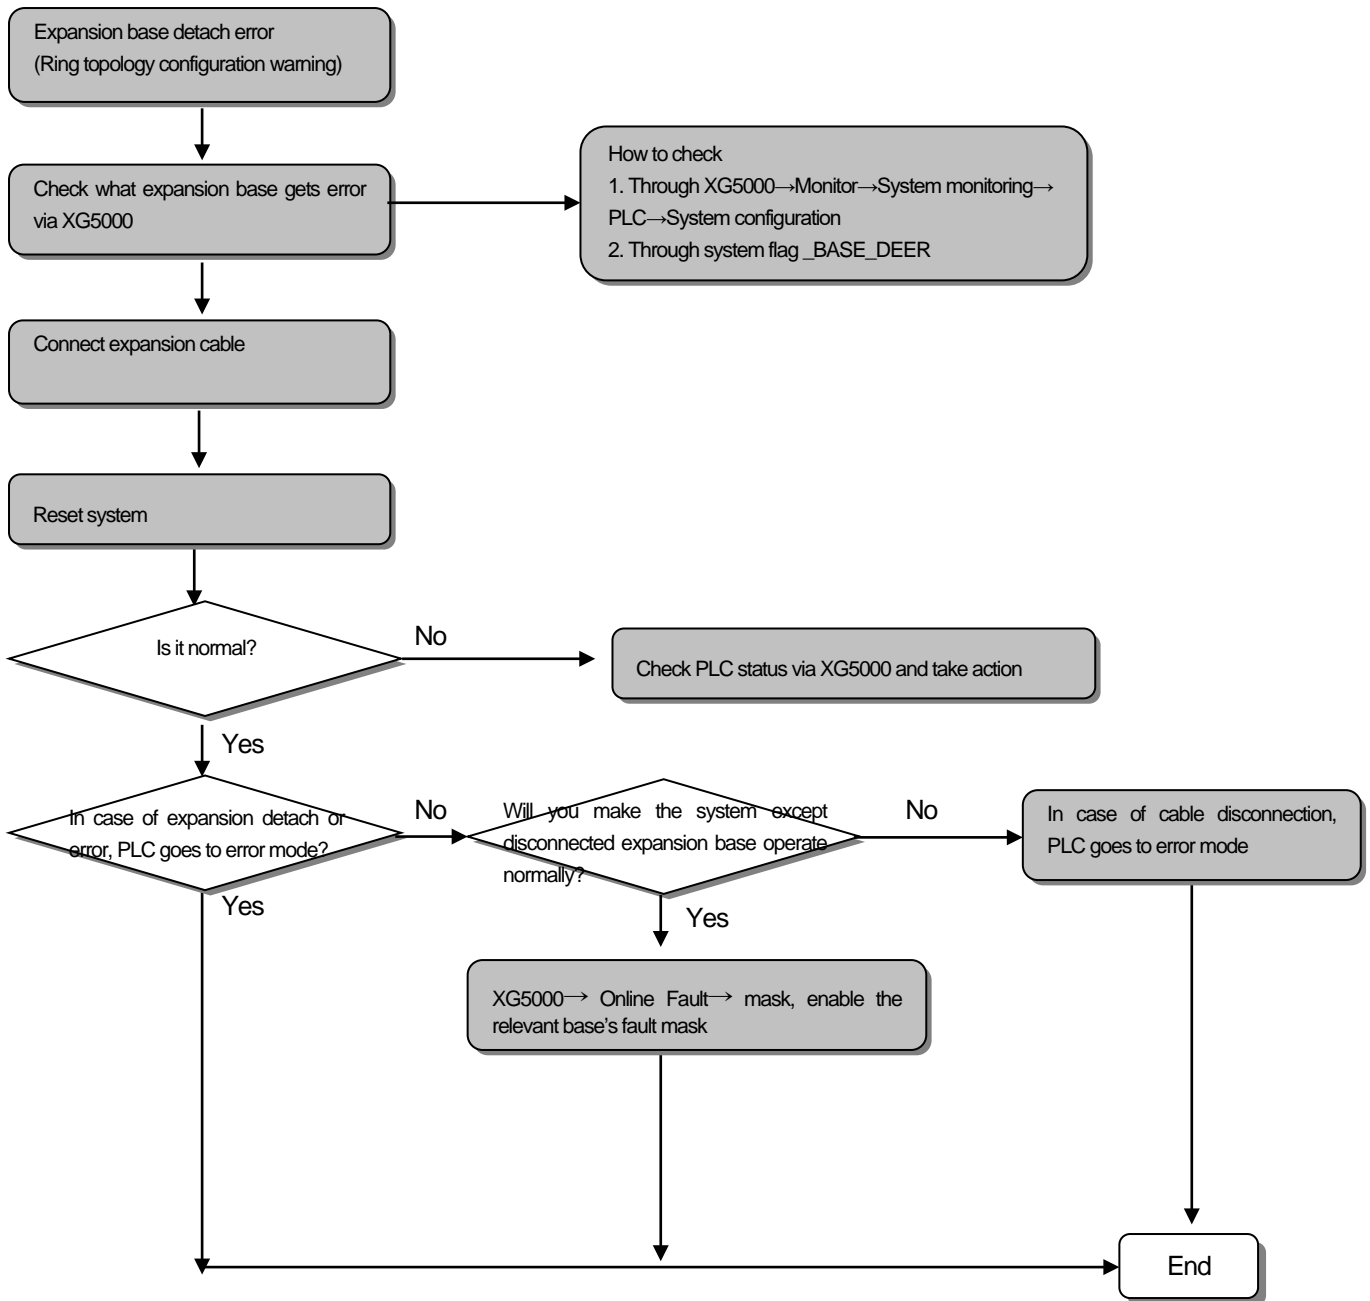 Expansion base detach error
(Ring topology configuration warning)
Check what expansion base gets error
via XG5000
How to check
1. Through XG5000→Monitor→System monitoring→
PLC→System configuration
2. Through system flag _BASE_DEER
Connect expansion cable
Reset system
Is it normal?
No
Check PLC status via XG5000 and take action
Yes
In case of expansion detach or
error, PLC goes to error mode?
No
Will you make the system except
disconnected expansion base operate
normally?
No
In case of cable disconnection,
PLC goes to error mode
Yes
Yes
XG5000→ Online Fault→ mask, enable the
relevant base's fault mask
End